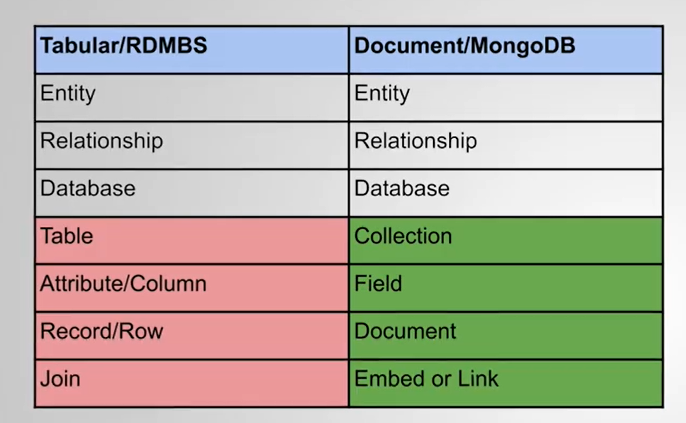 Tabular/RDMBS Document/MongoDB
Entity Entity
Relationship Relationship
Database Database
Table Collection
Attribute/Column Field
Record/Row Document
Join Embed or Link